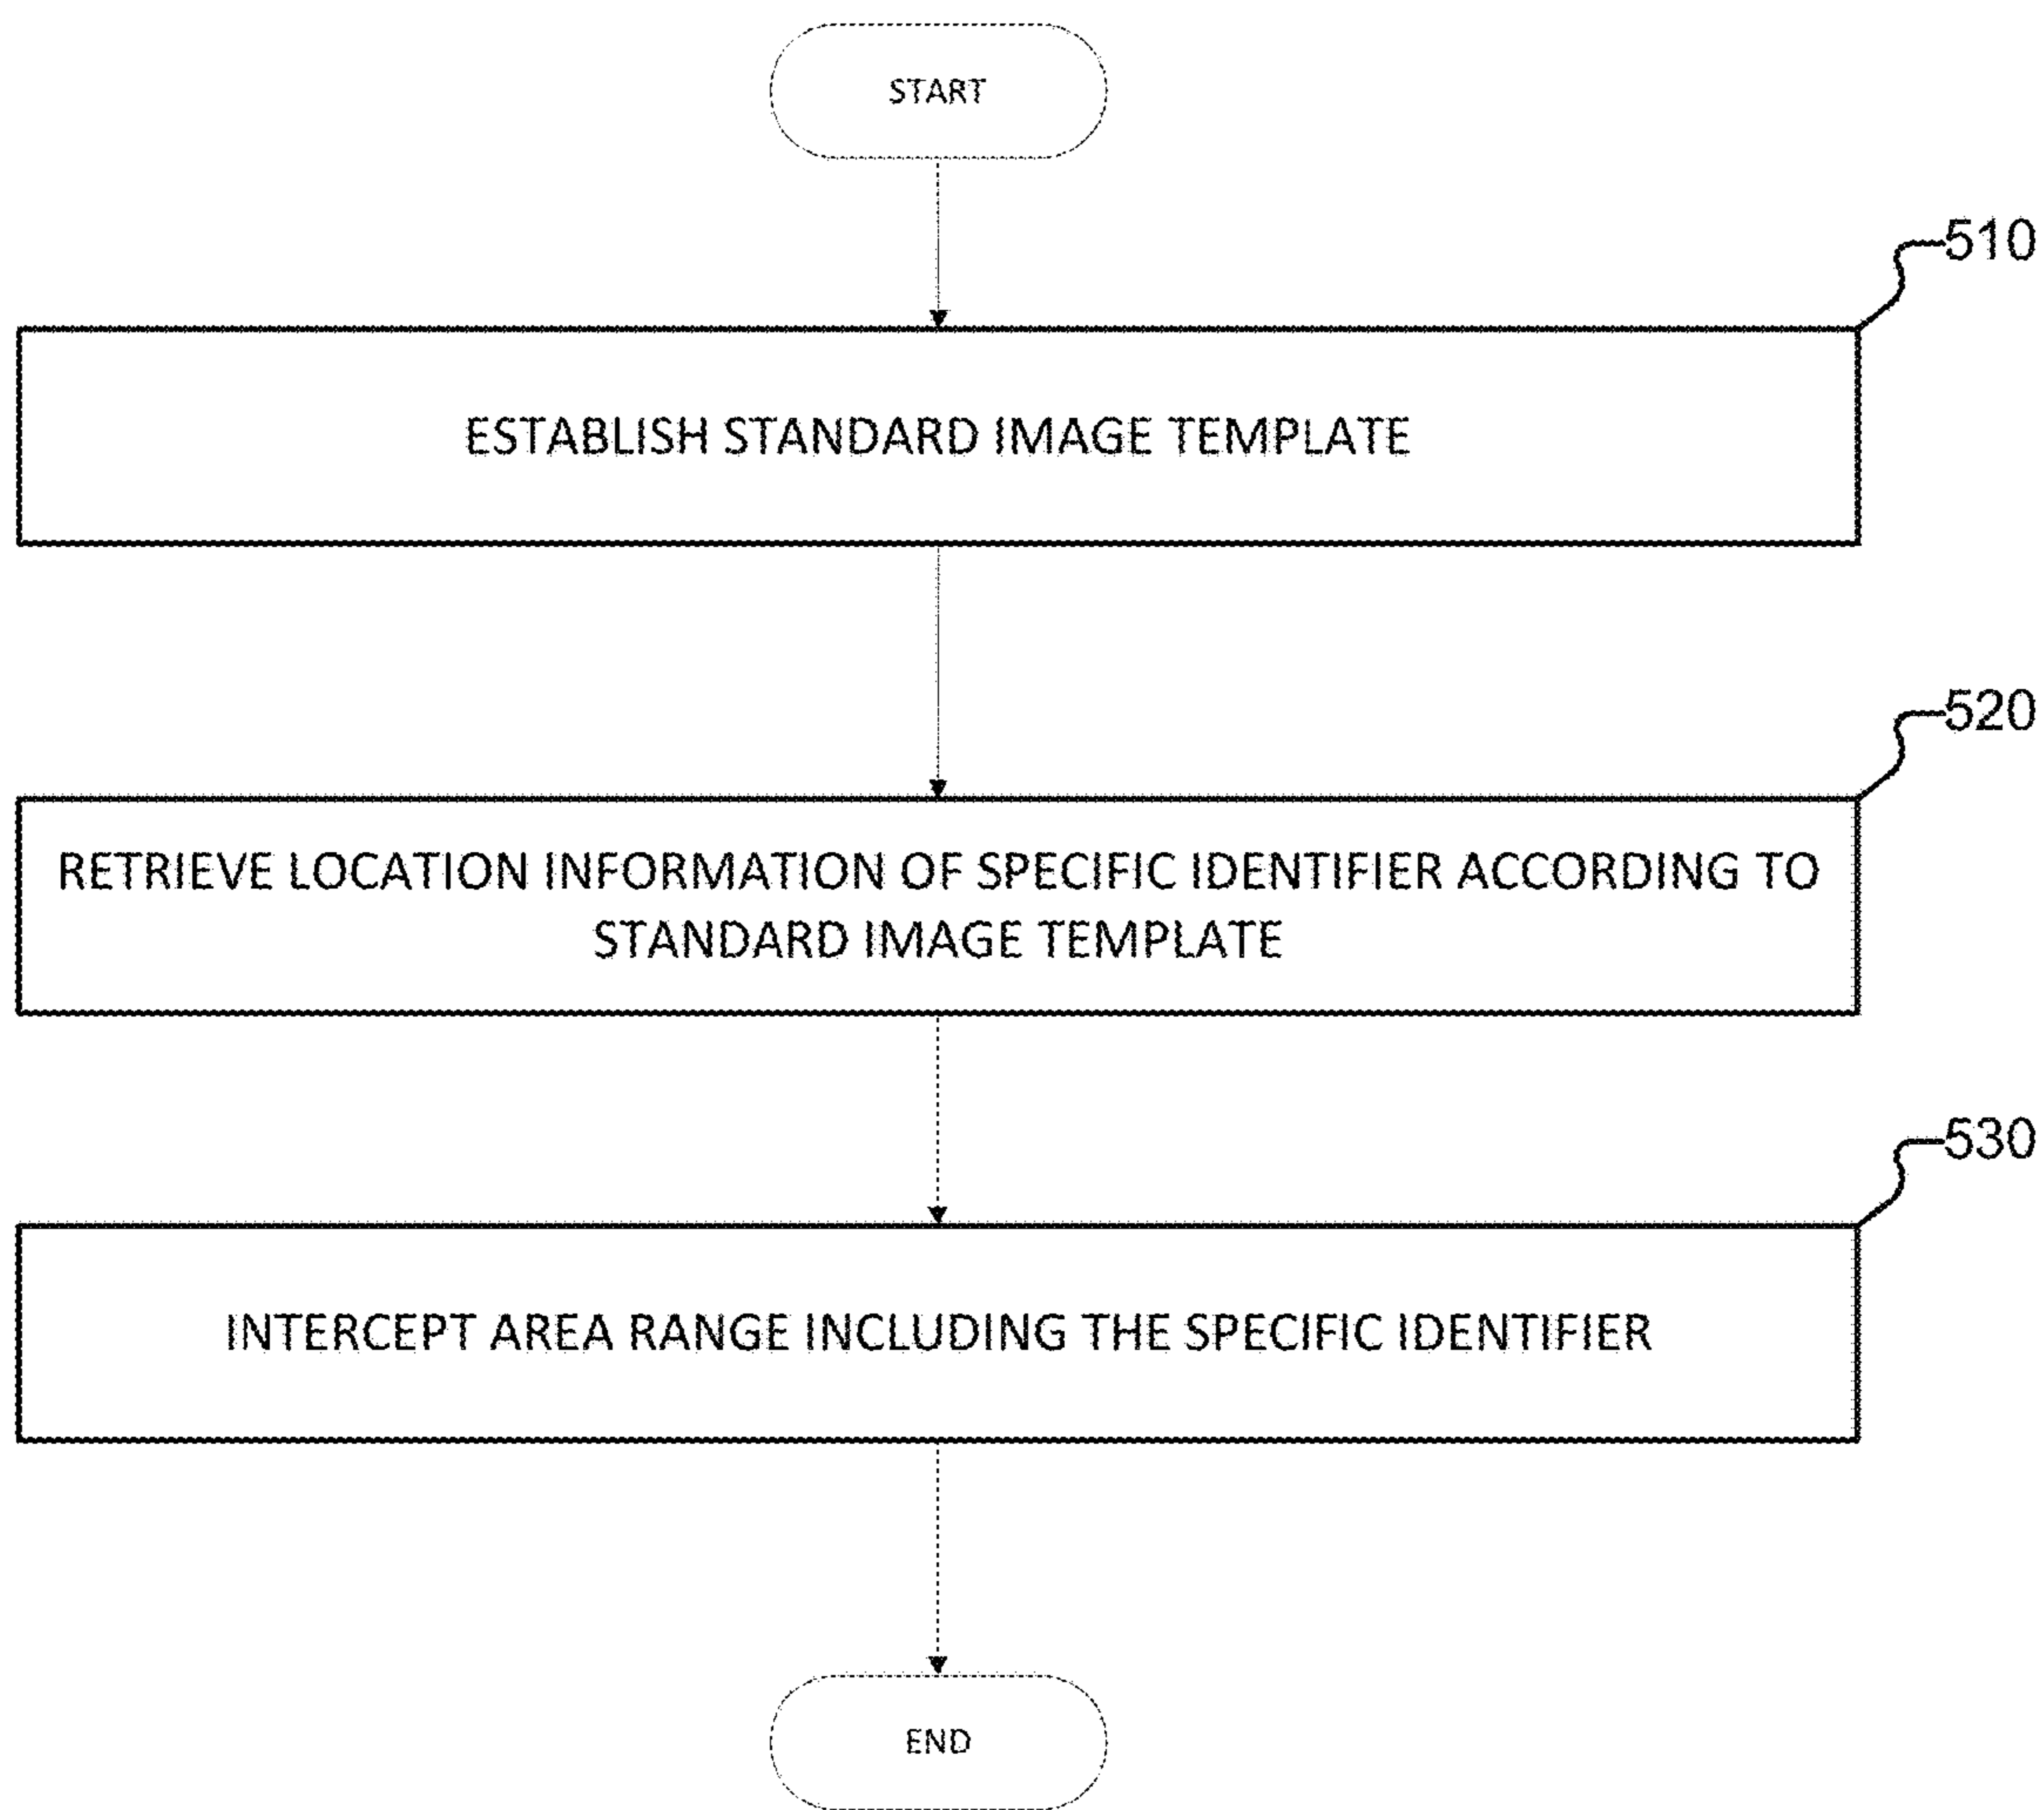 START
510
ESTABLISH STANDARD IMAGE TEMPLATE
520
RETRIEVE LOCATION INFORMATION OF SPECIFIC IDENTIFIER ACCORDING TO
STANDARD IMAGE TEMPLATE
530
INTERCEPT AREA RANGE INCLUDING THE SPECIFIC IDENTIFIER
END